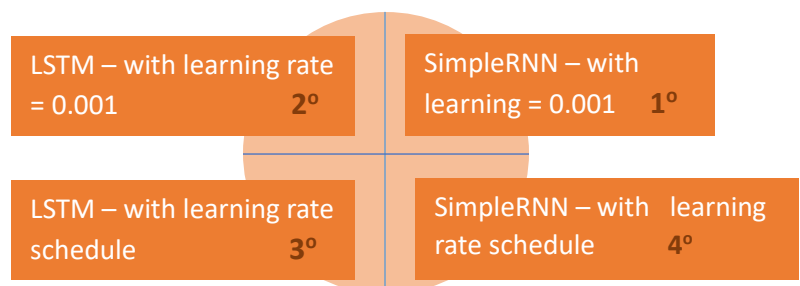 LSTM – with learning rate
= 0.001 2º
SimpleRNN – with
learning = 0.001 1º
LSTM – with learning rate
schedule 3º
SimpleRNN – with learning
rate schedule 4º